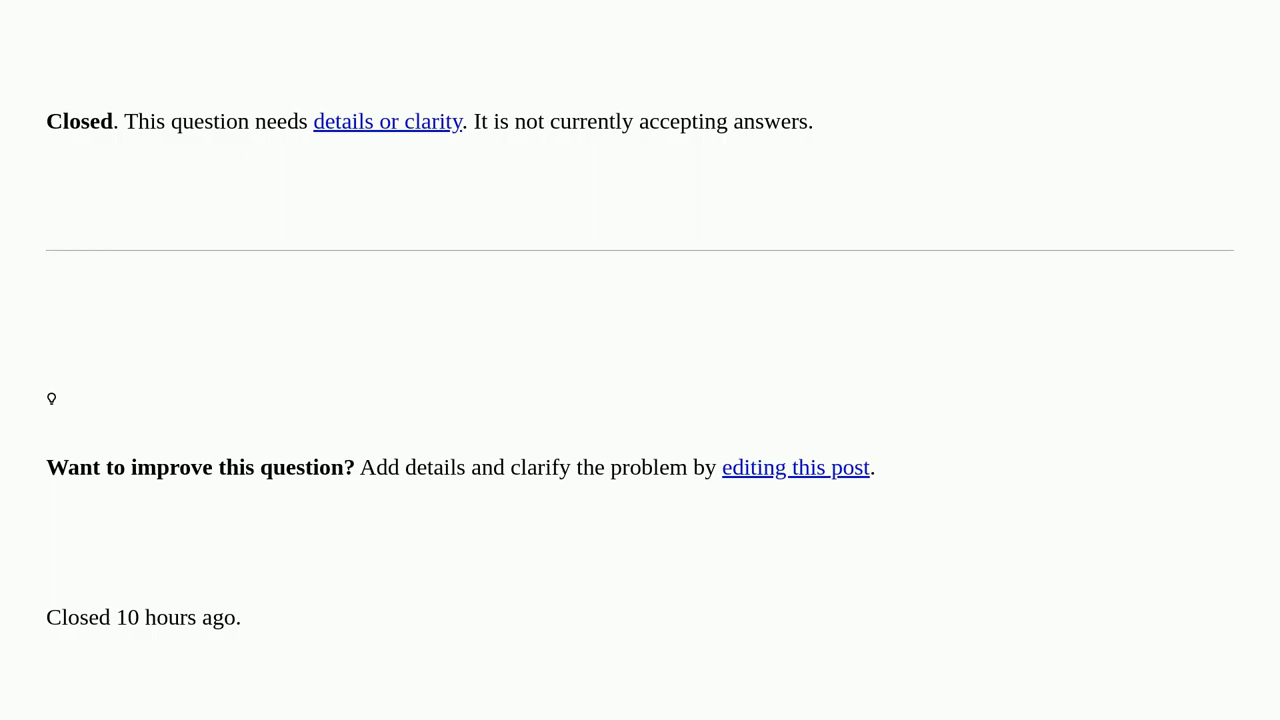 Closed. This question needs details or clarity. It is not currently accepting answers.
Want to improve this question? Add details and clarify the problem by editing this post.
Closed 10 hours ago.